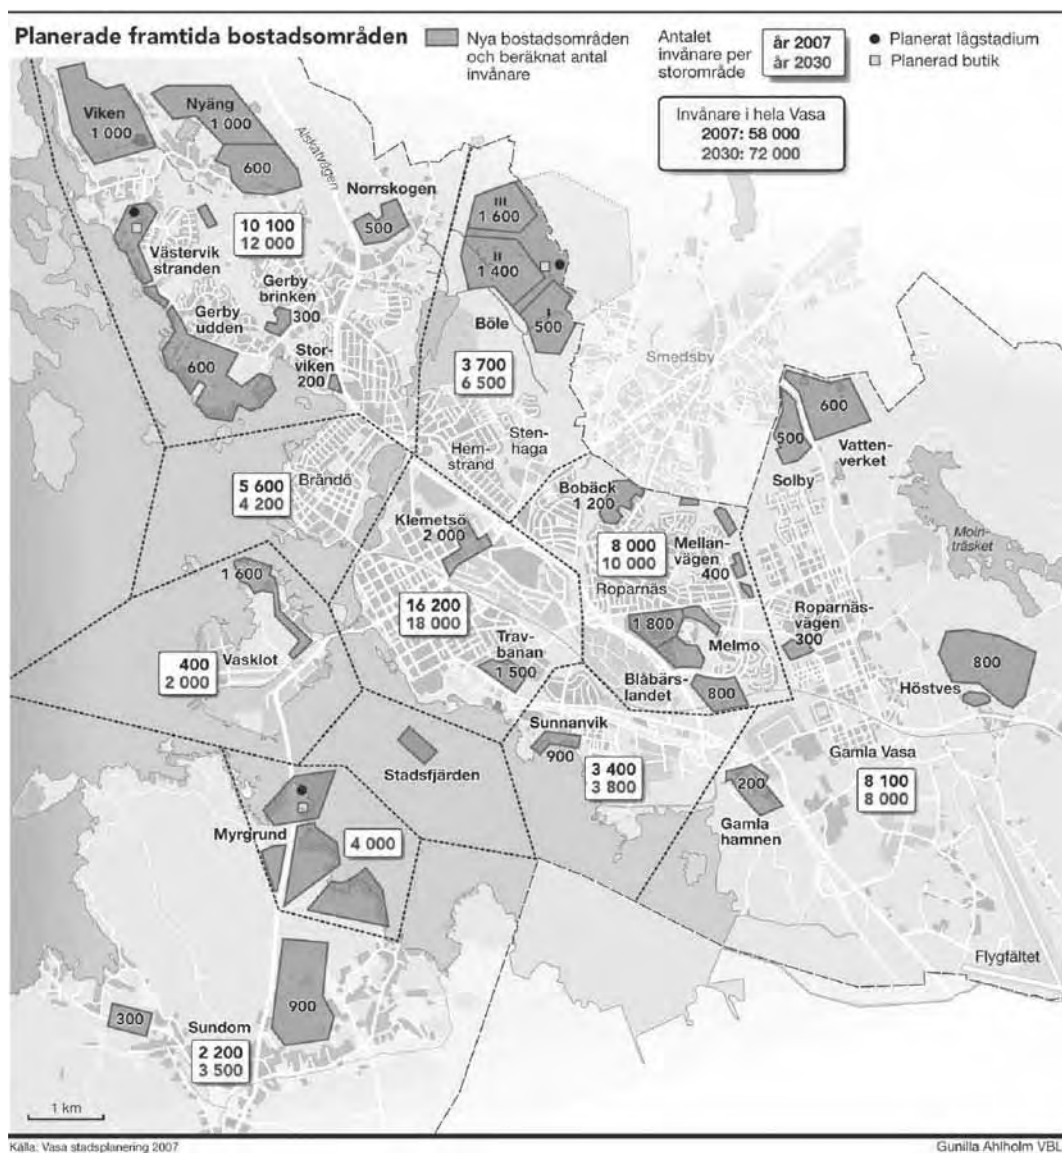 Planerade framtida bostadsområden
Nya bostadsområden
och beräknat antal
invånare
Antalet
invånare per
storområde
år 2007
år 2030
Planerat lågstadium
Planerad butik
Invånare i hela Vasa
2007: 58 000
2030: 72 000
Viken
1 000
Nyäng
1 000
600
Alskatvägen
Norrskogen
500
III
1 600
II
1 400
I
500
Böle
10 100
12 000
Västervik
stranden
Gerby
brinken
300
Gerby
udden
600
Stor-
viken
200
3 700
6 500
Smedsby
Sten-
haga
Hem-
strand
600
500
Vatten-
verket
Solby
Brändö
5 600
4 200
Bobäck
1 200
Klemetsö
2 000
8 000
10 000
Mellan-
vägen
400
Moln-
träsket
Roparnäs
1 600
16 200
18 000
1 800
Melmo
Roparnäs-
vägen
300
Vasklot
400
2 000
Trav-
banan
1 500
Blåbärs-
landet
800
800
Höstves
Sunnanvik
900
3 400
3 800
Stadsfjärden
Gamla Vasa
8 100
8 000
200
Gamla
hamnen
Myrgrund
4 000
Flygfältet
900
300
Sundom
2 200
3 500
1 km
Källa: Vasa stadsplanering 2007
Gunilla Ahlholm VBL